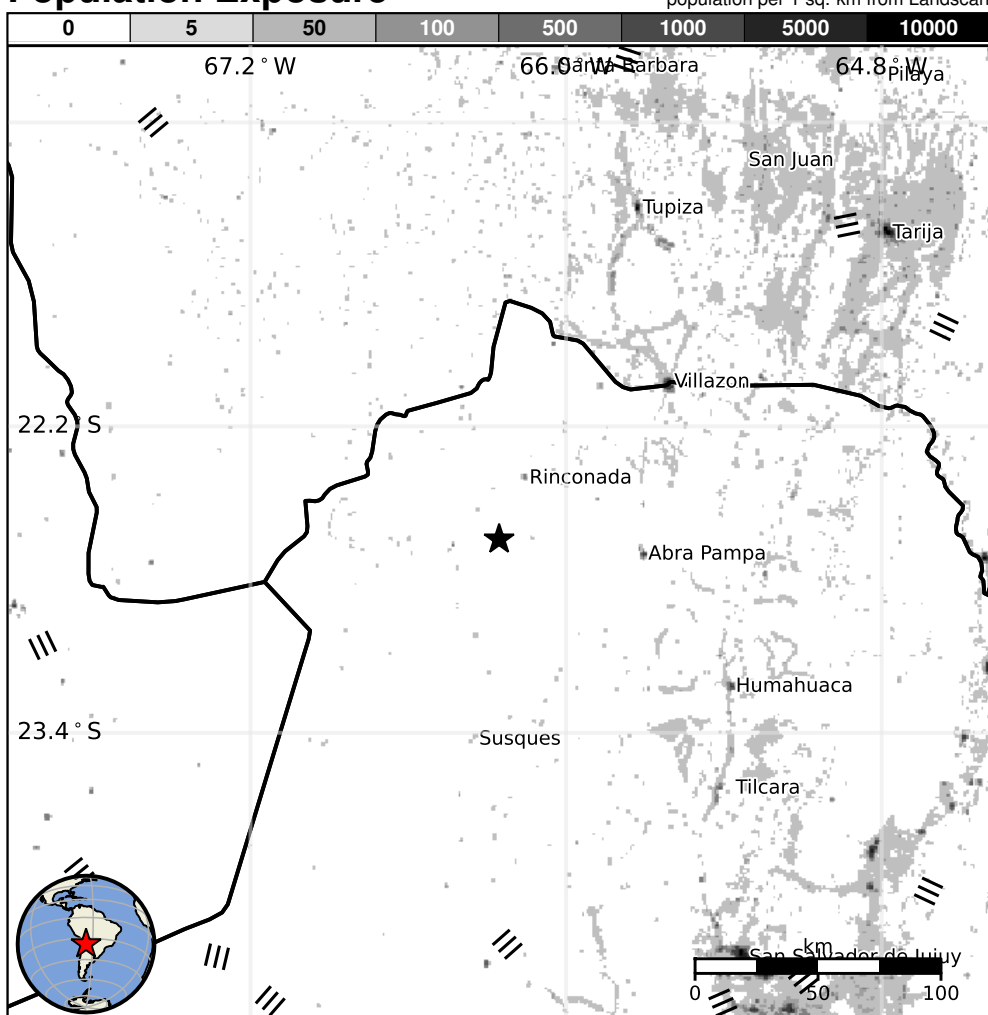 Population Exposure
population per 1 sq. km from Landscan
0 5 50 100 500 1000 5000 10000
67.2°W 66.0°W 64.8°W
Santa Barbara
Pilaya
San Juan
Tupiza
Tarija
Villazon
22.2°S
Rinconada
Abra Pampa
Humahuaca
23.4°S
Susques
Tilcara
km
San Salvador de Jujuy
0 50 100